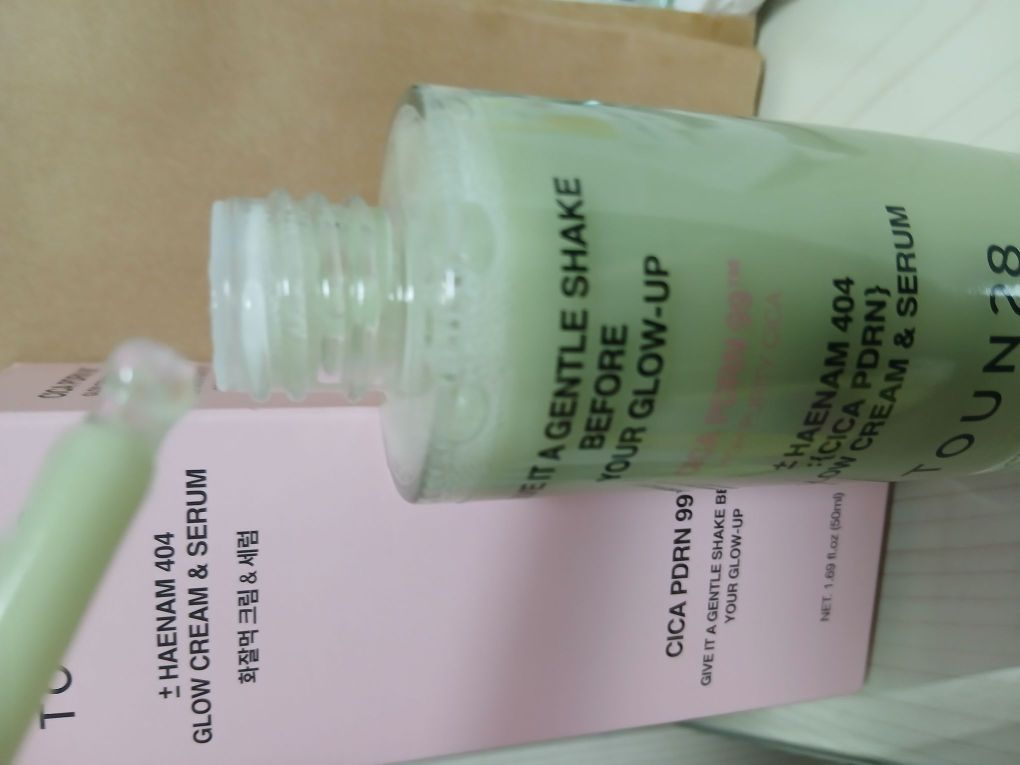 GIVE IT A GENTLE SHAKE
BEFORE
YOUR GLOW-UP
CICA PDRN 99™
± HAENAM 404
{CICA PDRN}
GLOW CREAM & SERUM
TOUN28
± HAENAM 404
GLOW CREAM & SERUM
화잘먹 크림 & 세럼
CICA PDRN 99
GIVE IT A GENTLE SHAKE BE
YOUR GLOW-UP
NET. 1.69 fl.oz (50ml)
TO